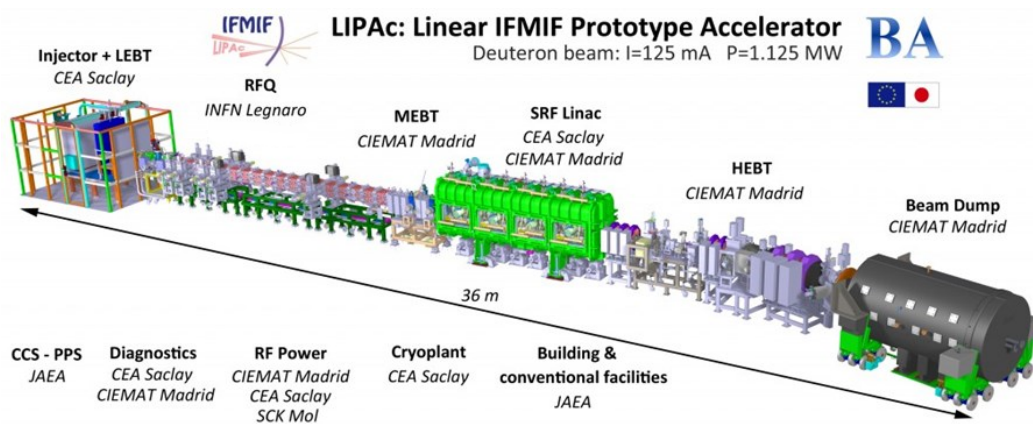 IFMIF
LIPAc
LIPAc: Linear IFMIF Prototype Accelerator
Deuteron beam: I=125 mA P=1.125 MW
BA
Injector + LEBT
CEA Saclay
RFQ
INFN Legnaro
MEBT
CIEMAT Madrid
SRF Linac
CEA Saclay
CIEMAT Madrid
HEBT
CIEMAT Madrid
Beam Dump
CIEMAT Madrid
36 m
CCS - PPS
JAEA
Diagnostics
CEA Saclay
CIEMAT Madrid
RF Power
CIEMAT Madrid
CEA Saclay
SCK Mol
Cryoplant
CEA Saclay
Building &
conventional facilities
JAEA